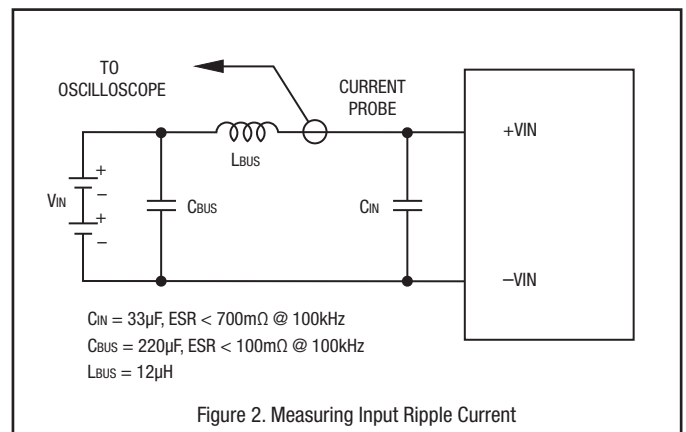 TO
OSCILLOSCOPE
CURRENT
PROBE
+VIN
LBUS
+
VIN
–
+
–
CBUS
CIN
–VIN
CIN = 33µF, ESR < 700mΩ @ 100kHz
CBUS = 220µF, ESR < 100mΩ @ 100kHz
LBUS = 12µH
Figure 2. Measuring Input Ripple Current